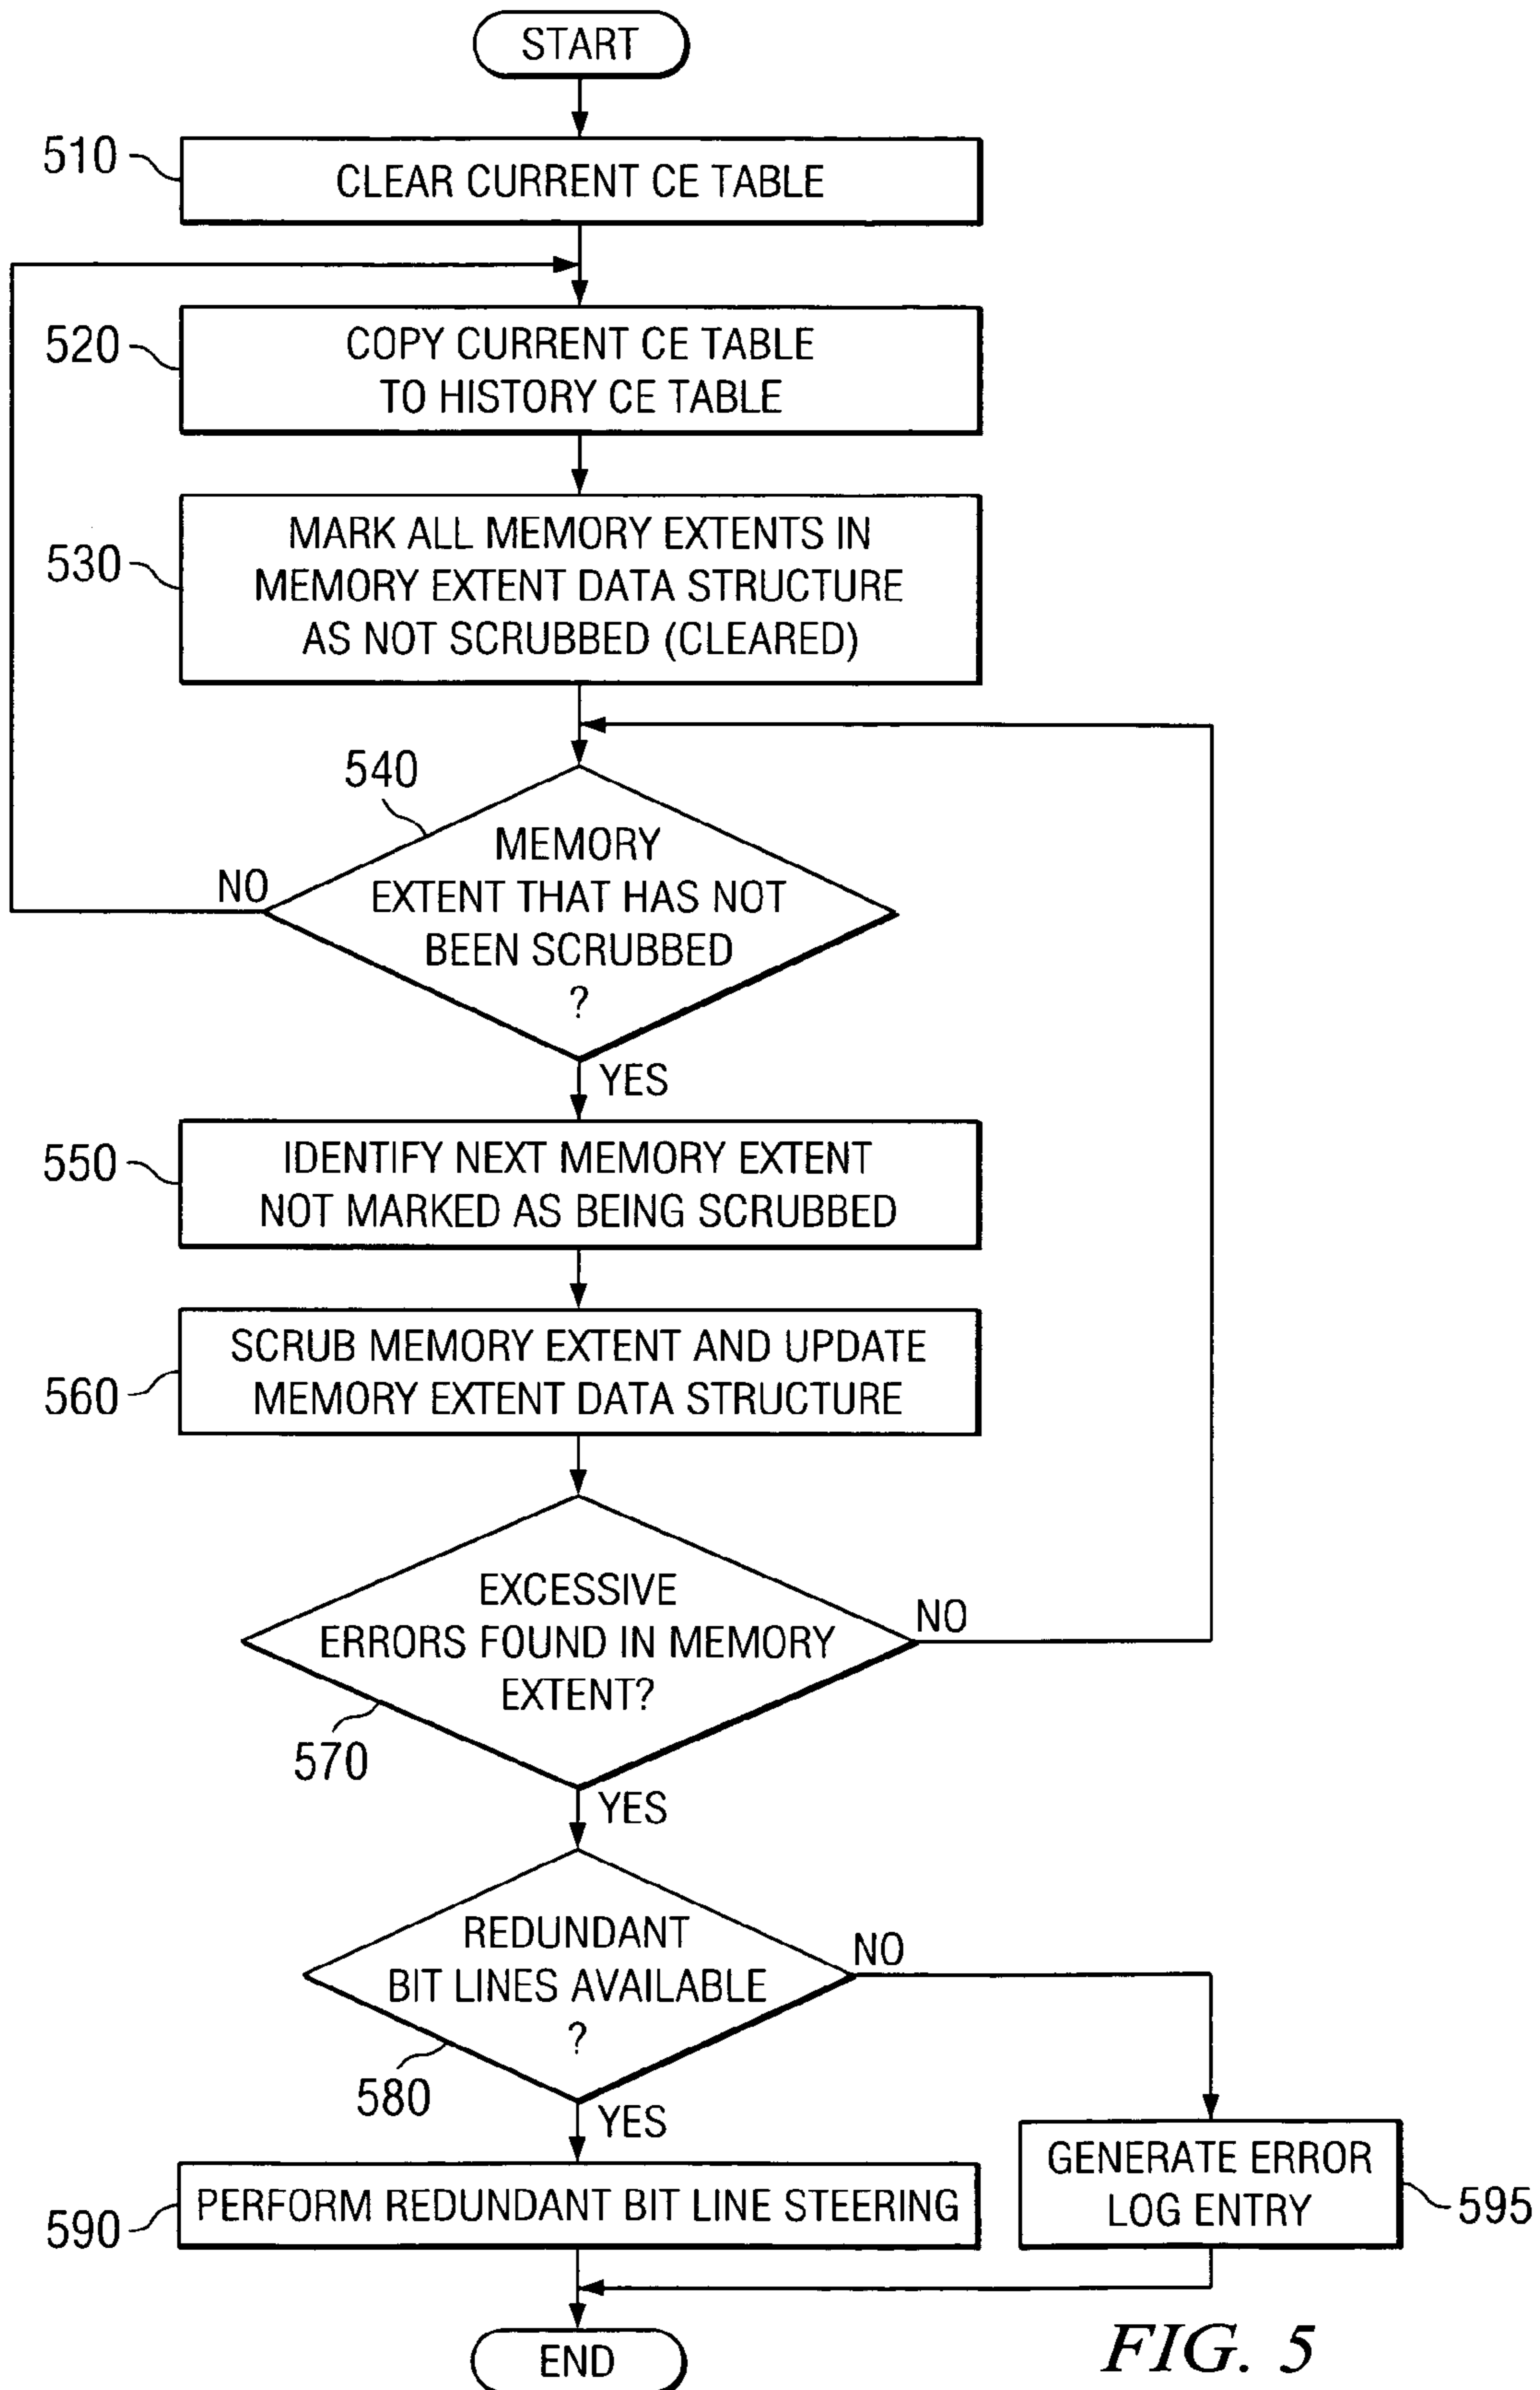 START
510
CLEAR CURRENT CE TABLE
520
COPY CURRENT CE TABLE
TO HISTORY CE TABLE
530
MARK ALL MEMORY EXTENTS IN
MEMORY EXTENT DATA STRUCTURE
AS NOT SCRUBBED (CLEARED)
540
MEMORY
EXTENT THAT HAS NOT
BEEN SCRUBBED
?
NO
YES
550
IDENTIFY NEXT MEMORY EXTENT
NOT MARKED AS BEING SCRUBBED
560
SCRUB MEMORY EXTENT AND UPDATE
MEMORY EXTENT DATA STRUCTURE
EXCESSIVE
ERRORS FOUND IN MEMORY
EXTENT?
NO
570
YES
REDUNDANT
BIT LINES AVAILABLE
?
NO
580
YES
590
PERFORM REDUNDANT BIT LINE STEERING
GENERATE ERROR
LOG ENTRY
595
END
FIG. 5